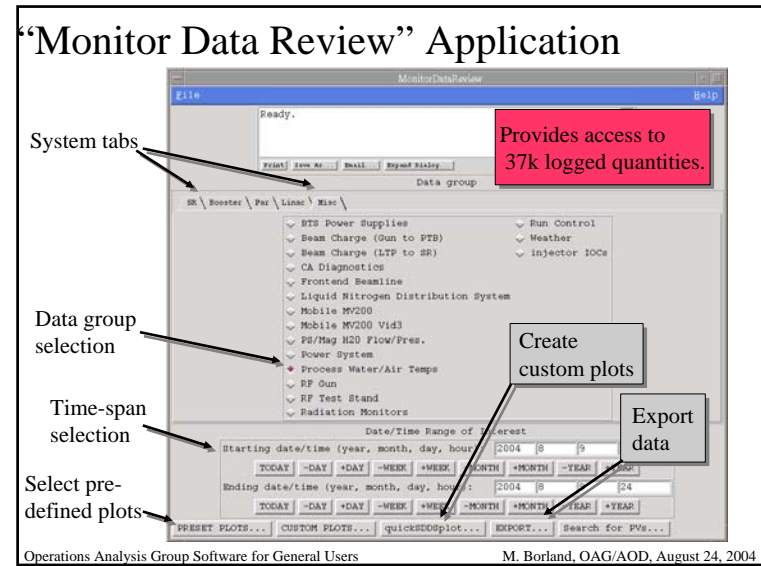 “Monitor Data Review” Application
MonitorDataReview
File Help
Ready.
Provides access to
37k logged quantities.
System tabs
Print Save As... Email... Expand Dialog...
Data group
SR \ Booster \ Par \ Linac \ Misc \
BTS Power Supplies
Beam Charge (Gun to PTB)
Beam Charge (LTP to SR)
CA Diagnostics
Frontend Beamline
Liquid Nitrogen Distribution System
Mobile MV200
Mobile MV200 Vid3
PS/Mag H2O Flow/Pres.
Power System
Process Water/Air Temps
RF Gun
RF Test Stand
Radiation Monitors
Run Control
Weather
injector IOCs
Data group
selection
Create
custom plots
Export
data
Time-span
selection
Date/Time Range of Interest
Starting date/time (year, month, day, hour) 2004 8 9
TODAY -DAY +DAY -WEEK +WEEK -MONTH +MONTH -YEAR
Ending date/time (year, month, day, hour): 2004 8 24
TODAY -DAY +DAY -WEEK -MONTH +MONTH +YEAR
Select pre-
defined plots
PRESET PLOTS... CUSTOM PLOTS... quickSDDSplot... EXPORT... Search for PVs...
Operations Analysis Group Software for General Users M. Borland, OAG/AOD, August 24, 2004